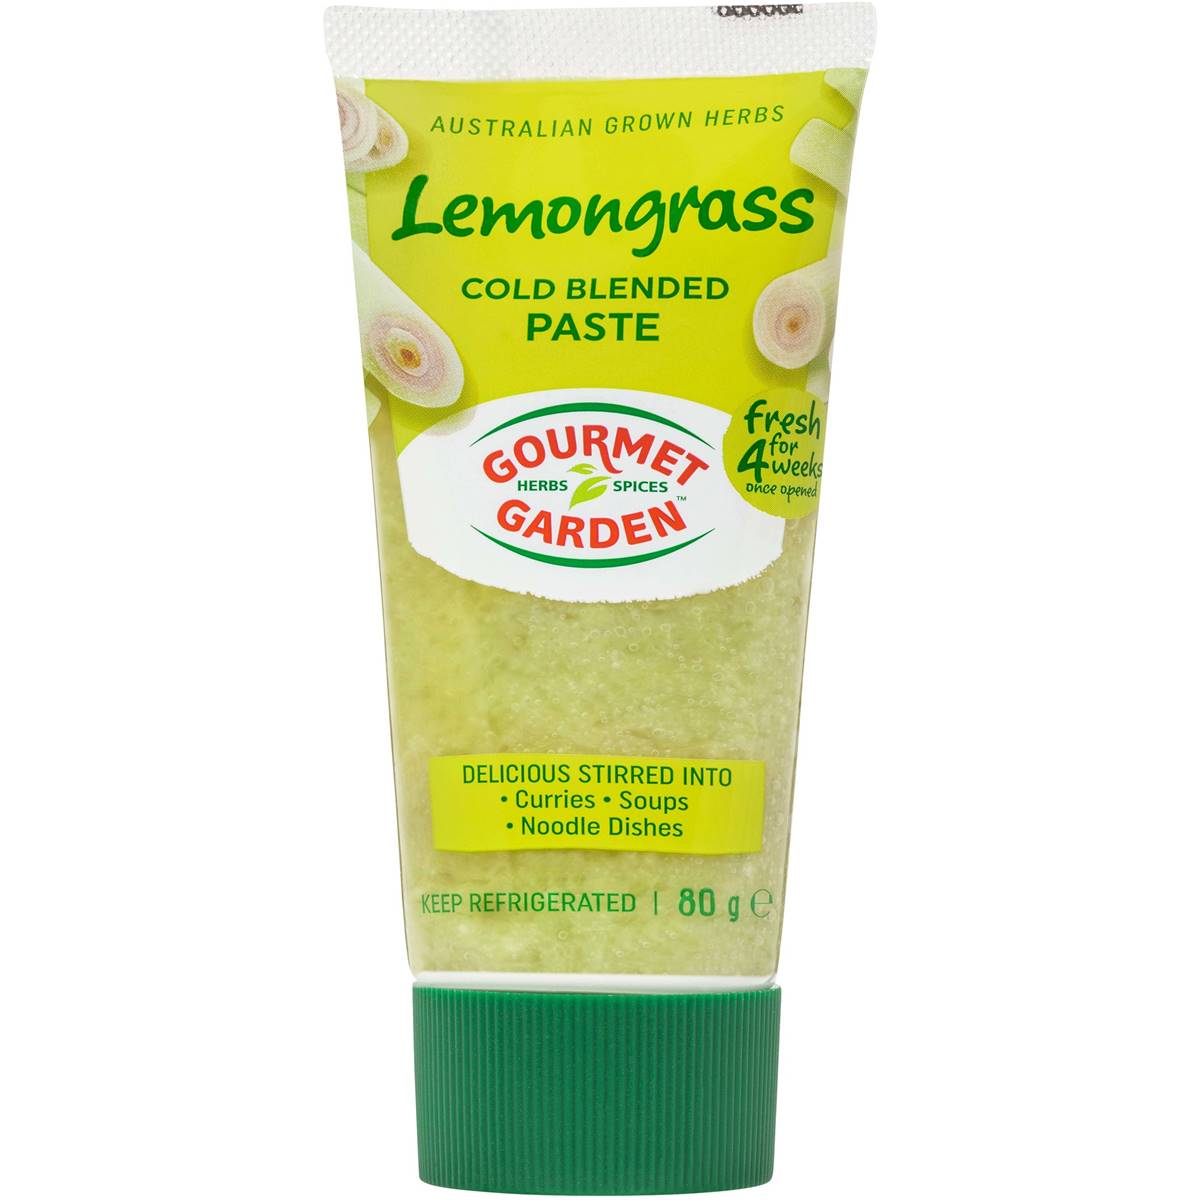 AUSTRALIAN GROWN HERBS
Lemongrass
COLD BLENDED
PASTE
fresh
for
4 weeks
once opened
GOURMET
HERBS SPICES
GARDEN™
DELICIOUS STIRRED INTO
• Curries • Soups
• Noodle Dishes
KEEP REFRIGERATED | 80 g ℮